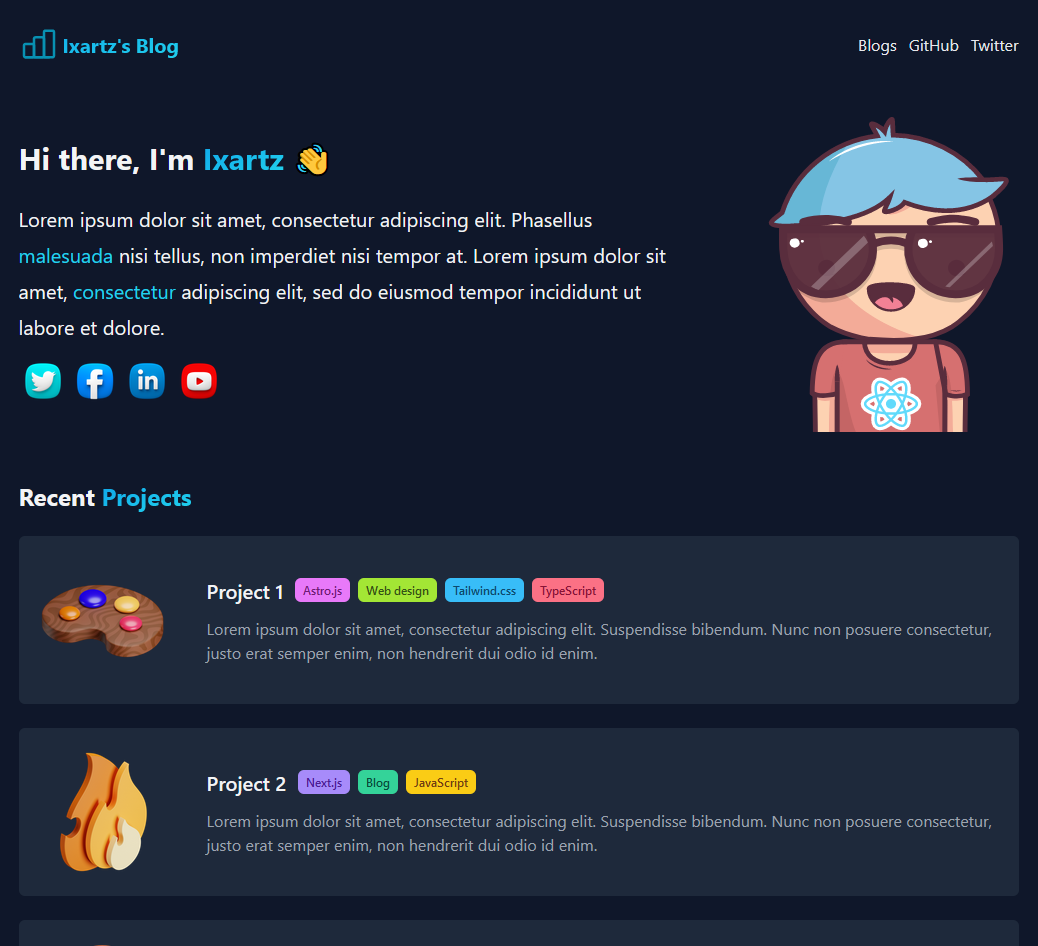 Ixartz's Blog
Blogs GitHub Twitter
Hi there, I'm Ixartz 👋
Lorem ipsum dolor sit amet, consectetur adipiscing elit. Phasellus
malesuada nisi tellus, non imperdiet nisi tempor at. Lorem ipsum dolor sit
amet, consectetur adipiscing elit, sed do eiusmod tempor incididunt ut
labore et dolore.
in
Recent Projects
Project 1 Astro.js Web design Tailwind.css TypeScript
Lorem ipsum dolor sit amet, consectetur adipiscing elit. Suspendisse bibendum. Nunc non posuere consectetur,
justo erat semper enim, non hendrerit dui odio id enim.
Project 2 Next.js Blog JavaScript
Lorem ipsum dolor sit amet, consectetur adipiscing elit. Suspendisse bibendum. Nunc non posuere consectetur,
justo erat semper enim, non hendrerit dui odio id enim.